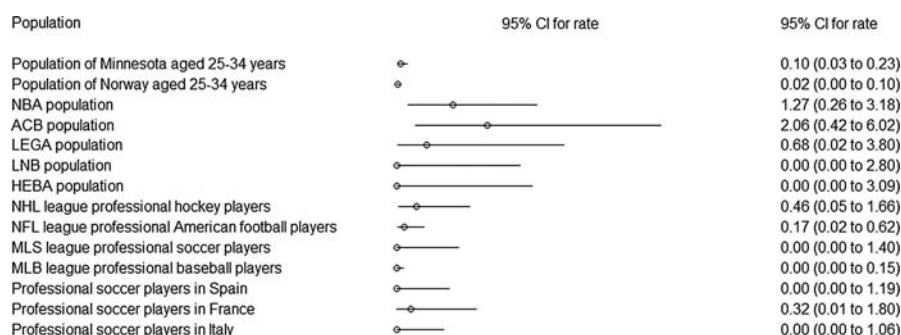 Population 95% CI for rate 95% CI for rate
Population of Minnesota aged 25-34 years 0.10 (0.03 to 0.23)
Population of Norway aged 25-34 years 0.02 (0.00 to 0.10)
NBA population 1.27 (0.26 to 3.18)
ACB population 2.06 (0.42 to 6.02)
LEGA population 0.68 (0.02 to 3.80)
LNB population 0.00 (0.00 to 2.80)
HEBA population 0.00 (0.00 to 3.09)
NHL league professional hockey players 0.46 (0.05 to 1.66)
NFL league professional American football players 0.17 (0.02 to 0.62)
MLS league professional soccer players 0.00 (0.00 to 1.40)
MLB league professional baseball players 0.00 (0.00 to 0.15)
Professional soccer players in Spain 0.00 (0.00 to 1.19)
Professional soccer players in France 0.32 (0.01 to 1.80)
Professional soccer players in Italy 0.00 (0.00 to 1.06)